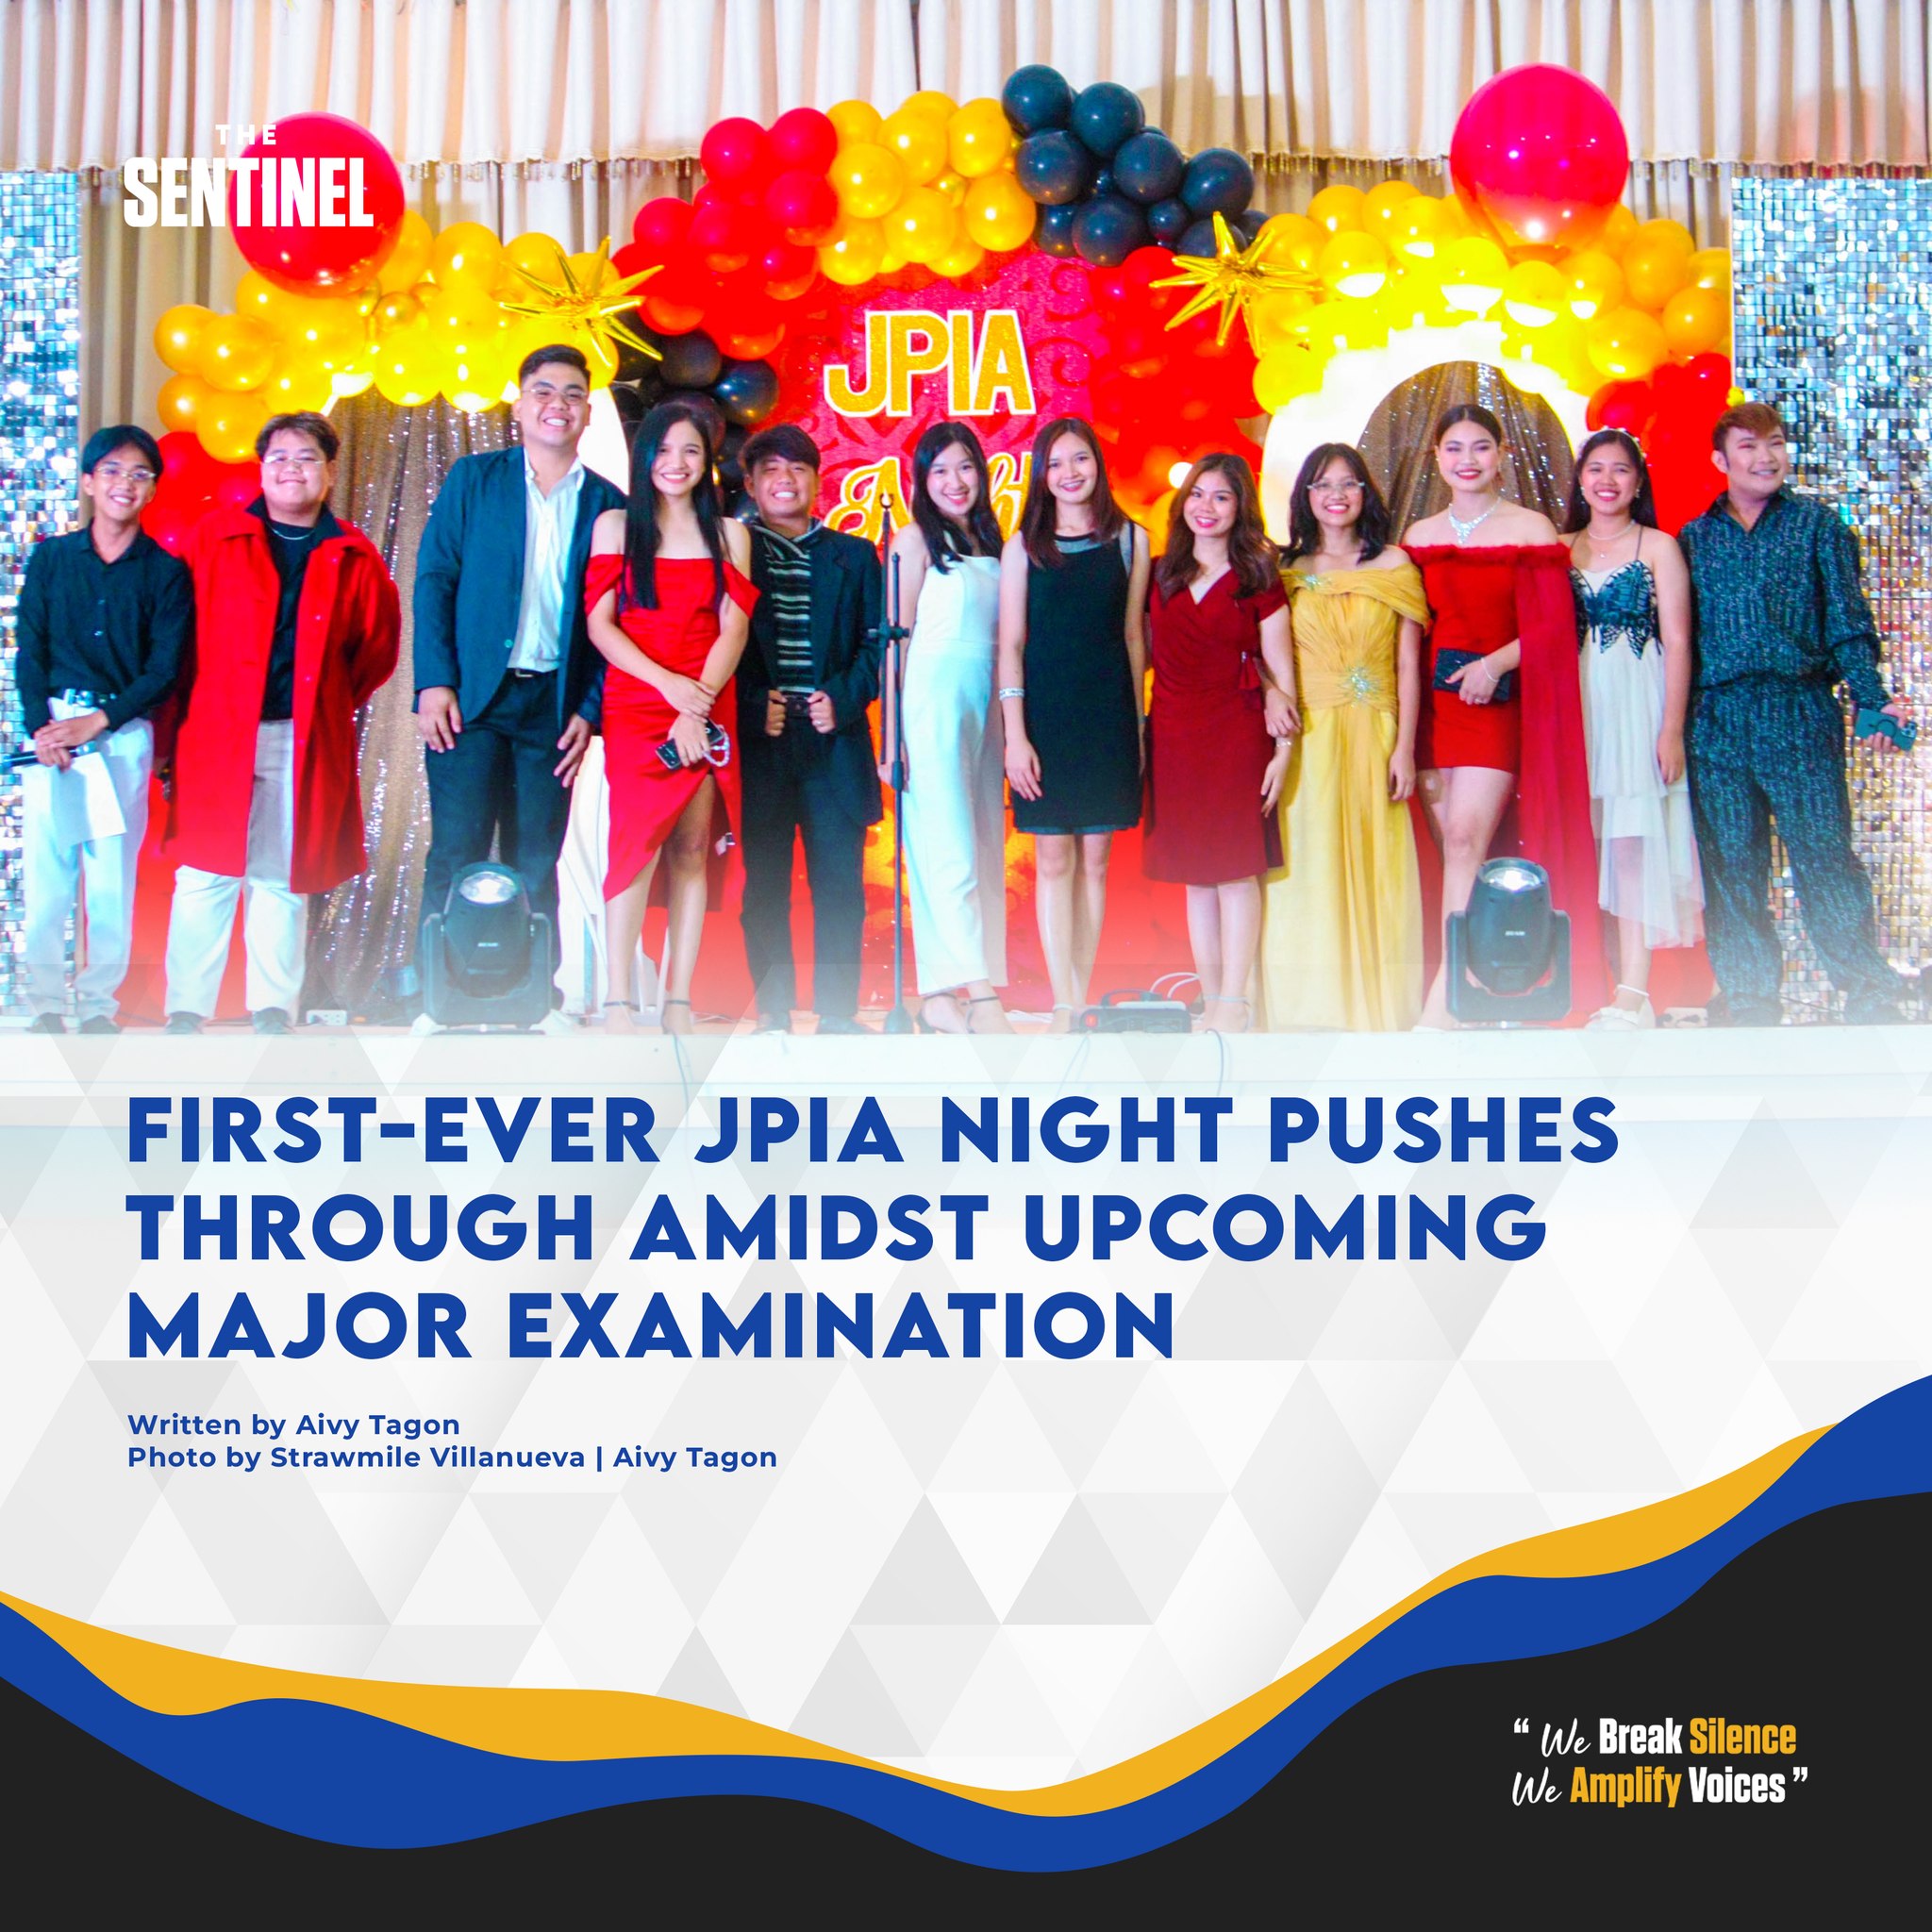 THE
SENTINEL
JPIA
Night
FIRST-EVER JPIA NIGHT PUSHES
THROUGH AMIDST UPCOMING
MAJOR EXAMINATION
Written by Aivy Tagon
Photo by Strawmile Villanueva | Aivy Tagon
“ We Break Silence
We Amplify Voices ”